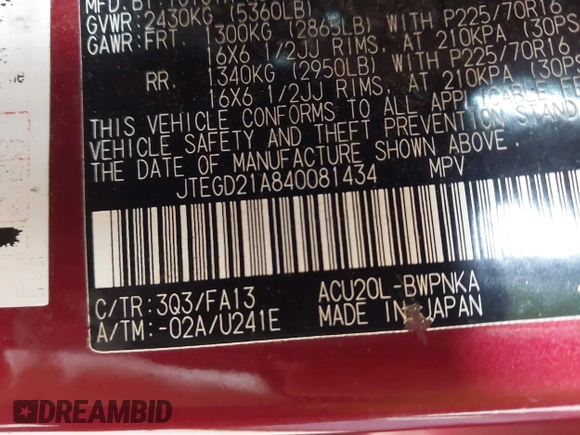 GVWR: 2430KG (5360LB)
GAWR:FRT. 1300KG (2865LB) WITH P225/70R16
16X6 1/2JJ RIMS, AT 210KPA (30PS
RR. 1340KG (2950LB) WITH P225/70R16
16X6 1/2JJ RIMS, AT 210KPA (30PS
THIS VEHICLE CONFORMS TO ALL APPLICABLE FE
VEHICLE SAFETY AND THEFT PREVENTION STAND
THE DATE OF MANUFACTURE SHOWN ABOVE.
JTEGD21A840081434 MPV
C/TR: 3Q3/FA13 ACU20L-BWPNKA
A/TM: -02A/U241E MADE IN JAPAN
DREAMBID